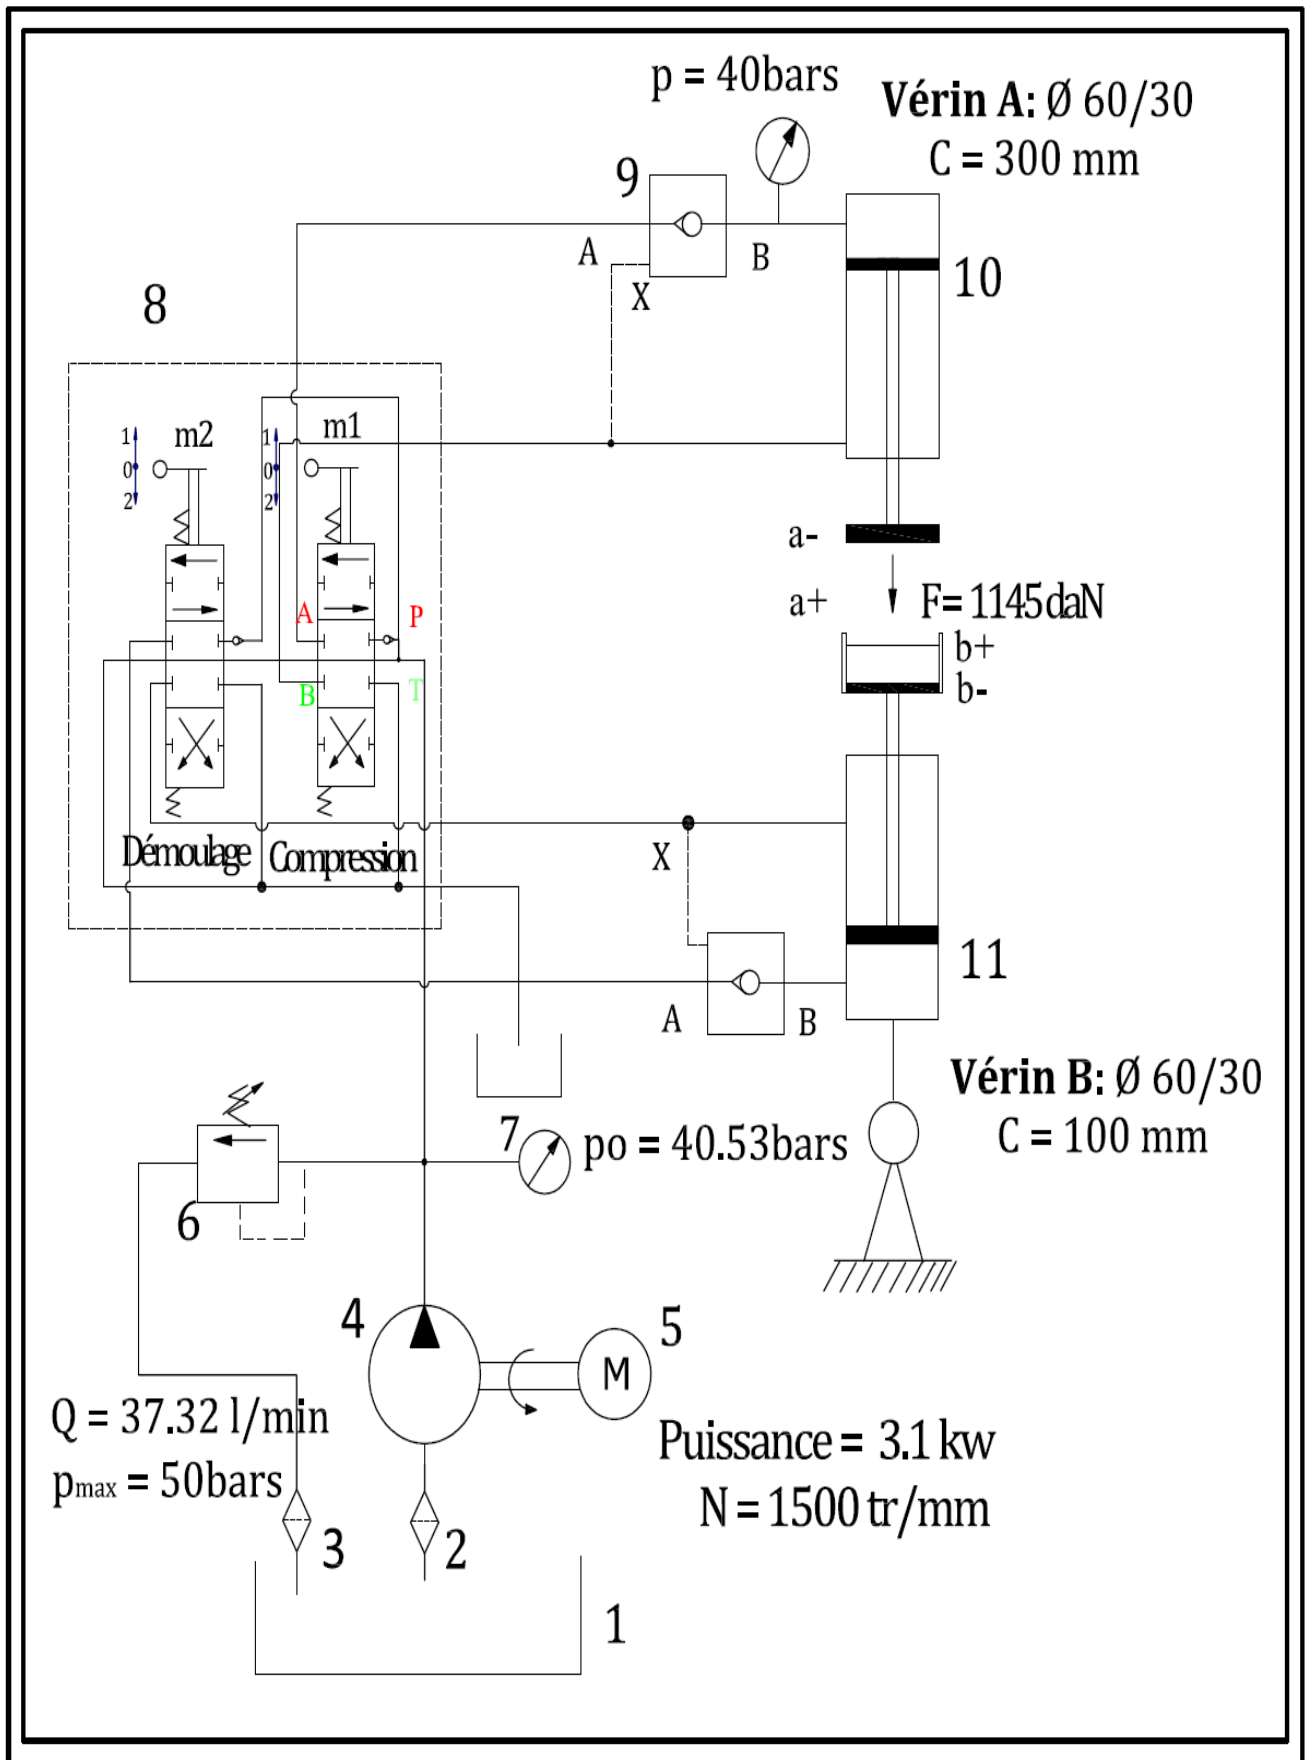 p = 40bars
Vérin A: Ø 60/30
C = 300 mm
9
A
B
X
10
8
m2
m1
1
0
2
1
0
2
a-
a+
F= 1145daN
A
P
b+
b-
B
T
Démoulage
Compression
X
11
A
B
Vérin B: Ø 60/30
C = 100 mm
7
po = 40.53bars
6
4
5
M
Q = 37.32 l/min
pmax = 50bars
Puissance = 3.1 kw
N = 1500 tr/mm
3
2
1